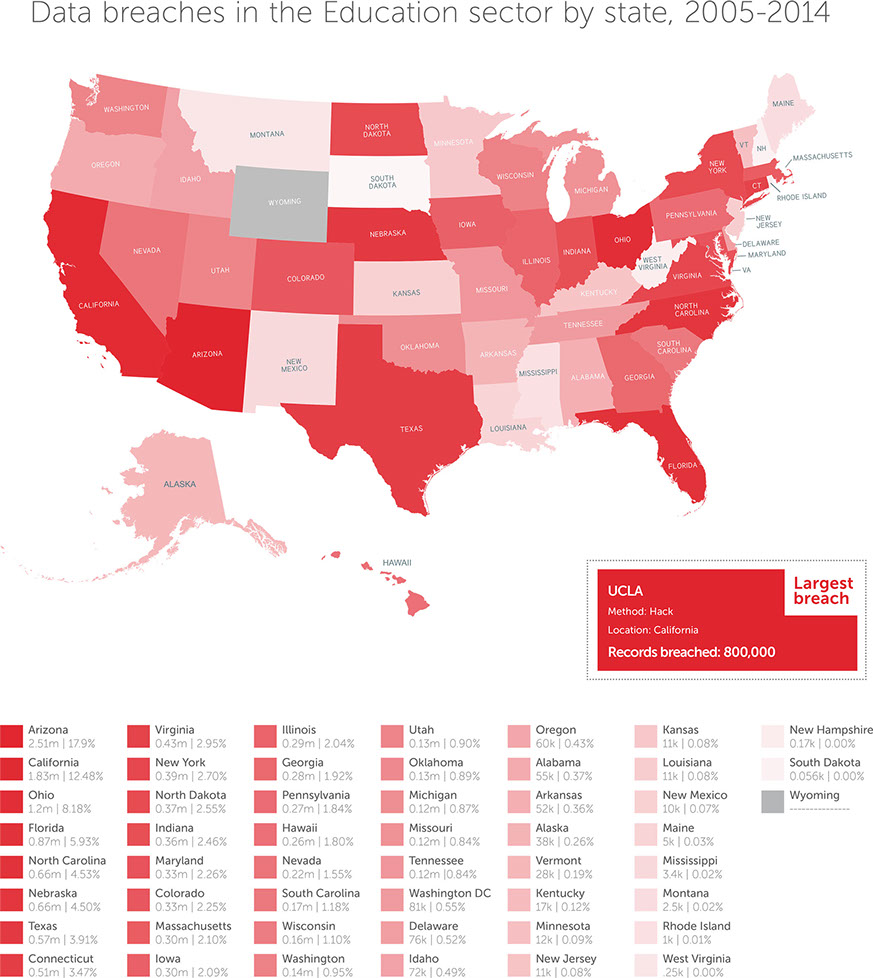 Data breaches in the Education sector by state, 2005-2014
WASHINGTON
OREGON
IDAHO
MONTANA
WYOMING
NORTH
DAKOTA
SOUTH
DAKOTA
MINNESOTA
WISCONSIN
MICHIGAN
NEVADA
UTAH
COLORADO
NEBRASKA
IOWA
ILLINOIS
INDIANA
OHIO
CALIFORNIA
ARIZONA
NEW
MEXICO
KANSAS
MISSOURI
OKLAHOMA
ARKANSAS
TEXAS
LOUISIANA
MISSISSIPPI
ALABAMA
GEORGIA
FLORIDA
TENNESSEE
KENTUCKY
WEST
VIRGINIA
VIRGINIA
NORTH
CAROLINA
SOUTH
CAROLINA
PENNSYLVANIA
NEW
YORK
VT
NH
MAINE
MASSACHUSETTS
CT
RHODE ISLAND
NEW
JERSEY
DELAWARE
MARYLAND
VA
ALASKA
HAWAII
Largest
breach
UCLA
Method: Hack
Location: California
Records breached: 800,000
Arizona
2.51m | 17.9%
California
1.83m | 12.48%
Ohio
1.2m | 8.18%
Florida
0.87m | 5.93%
North Carolina
0.66m | 4.53%
Nebraska
0.66m | 4.50%
Texas
0.57m | 3.91%
Connecticut
0.51m | 3.47%
Virginia
0.43m | 2.95%
New York
0.39m | 2.70%
North Dakota
0.37m | 2.55%
Indiana
0.36m | 2.46%
Maryland
0.33m | 2.26%
Colorado
0.33m | 2.25%
Massachusetts
0.30m | 2.10%
Iowa
0.30m | 2.09%
Illinois
0.29m | 2.04%
Georgia
0.28m | 1.92%
Pennsylvania
0.27m | 1.84%
Hawaii
0.26m | 1.80%
Nevada
0.22m | 1.55%
South Carolina
0.17m | 1.18%
Wisconsin
0.16m | 1.10%
Washington
0.14m | 0.95%
Utah
0.13m | 0.90%
Oklahoma
0.13m | 0.89%
Michigan
0.12m | 0.87%
Missouri
0.12m | 0.84%
Tennessee
0.12m |0.84%
Washington DC
81k | 0.55%
Delaware
76k | 0.52%
Idaho
72k | 0.49%
Oregon
60k | 0.43%
Alabama
55k | 0.37%
Arkansas
52k | 0.36%
Alaska
38k | 0.26%
Vermont
28k | 0.19%
Kentucky
17k | 0.12%
Minnesota
12k | 0.09%
New Jersey
11k | 0.08%
Kansas
11k | 0.08%
Louisiana
11k | 0.08%
New Mexico
10k | 0.07%
Maine
5k | 0.03%
Mississippi
3.4k | 0.02%
Montana
2.5k | 0.02%
Rhode Island
1k | 0.01%
West Virginia
.25k | 0.00%
New Hampshire
0.17k | 0.00%
South Dakota
0.056k | 0.00%
Wyoming
---------------